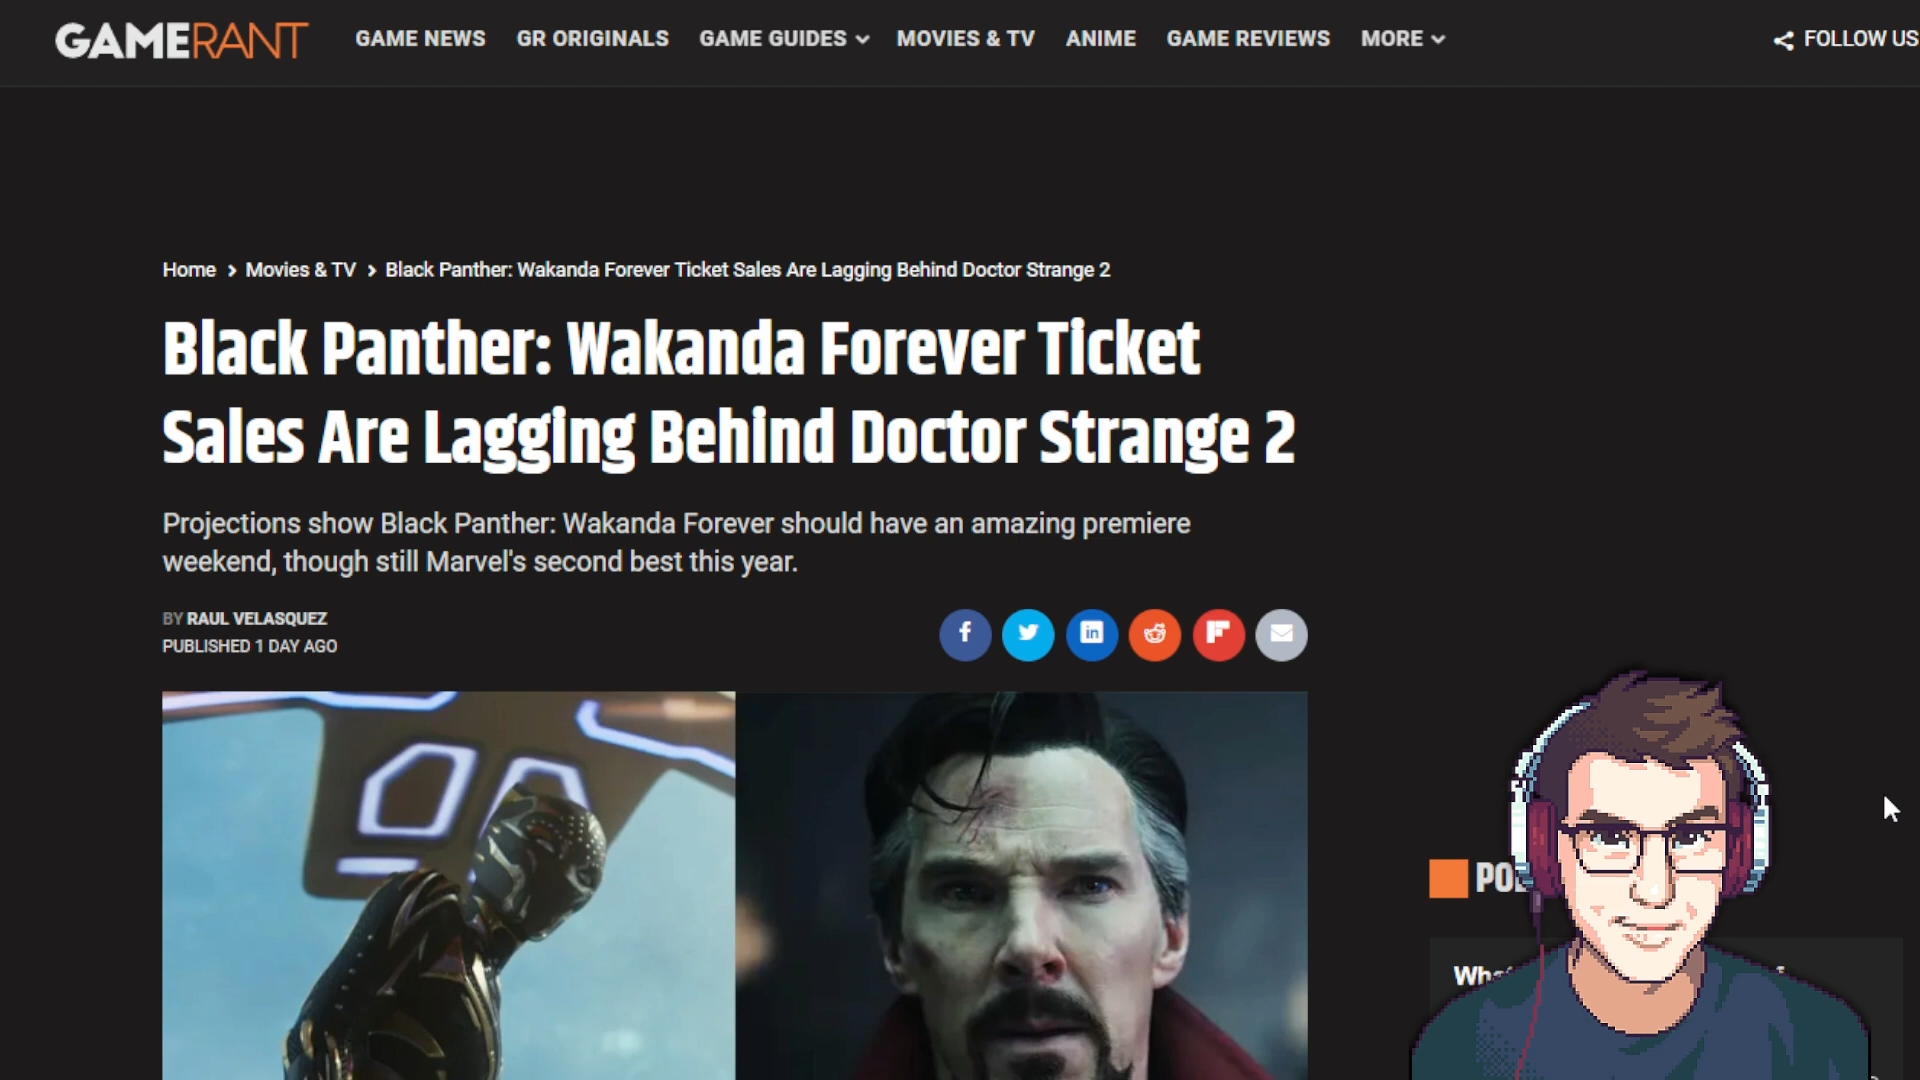 GAMERANT
GAME NEWS
GR ORIGINALS
GAME GUIDES
MOVIES & TV
ANIME
GAME REVIEWS
MORE
FOLLOW US
Home > Movies & TV > Black Panther: Wakanda Forever Ticket Sales Are Lagging Behind Doctor Strange 2
Black Panther: Wakanda Forever Ticket
Sales Are Lagging Behind Doctor Strange 2
Projections show Black Panther: Wakanda Forever should have an amazing premiere
weekend, though still Marvel's second best this year.
BY RAUL VELASQUEZ
PUBLISHED 1 DAY AGO